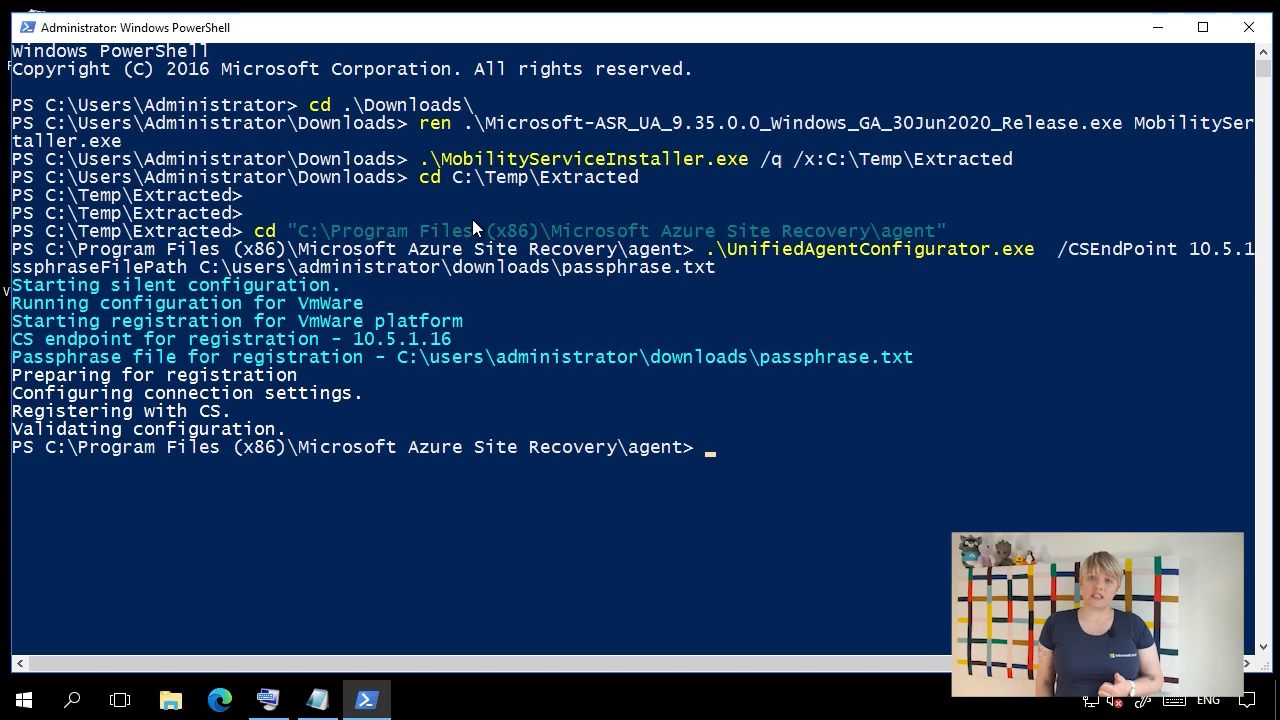 Administrator: Windows PowerShell
Windows PowerShell
Copyright (C) 2016 Microsoft Corporation. All rights reserved.
PS C:\Users\Administrator> cd .\Downloads\
PS C:\Users\Administrator\Downloads> ren .\Microsoft-ASR_UA_9.35.0.0_Windows_GA_30Jun2020_Release.exe MobilitySer
taller.exe
PS C:\Users\Administrator\Downloads> .\MobilityServiceInstaller.exe /q /x:C:\Temp\Extracted
PS C:\Users\Administrator\Downloads> cd C:\Temp\Extracted
PS C:\Temp\Extracted>
PS C:\Temp\Extracted>
PS C:\Temp\Extracted> cd "C:\Program Files (x86)\Microsoft Azure Site Recovery\agent"
PS C:\Program Files (x86)\Microsoft Azure Site Recovery\agent> .\UnifiedAgentConfigurator.exe  /CSEndPoint 10.5.1
ssphraseFilePath C:\users\administrator\downloads\passphrase.txt
Starting silent configuration.
Running configuration for VmWare
Starting registration for VmWare platform
CS endpoint for registration - 10.5.1.16
Passphrase file for registration - C:\users\administrator\downloads\passphrase.txt
Preparing for registration
Configuring connection settings.
Registering with CS.
Validating configuration.
PS C:\Program Files (x86)\Microsoft Azure Site Recovery\agent>
ENG